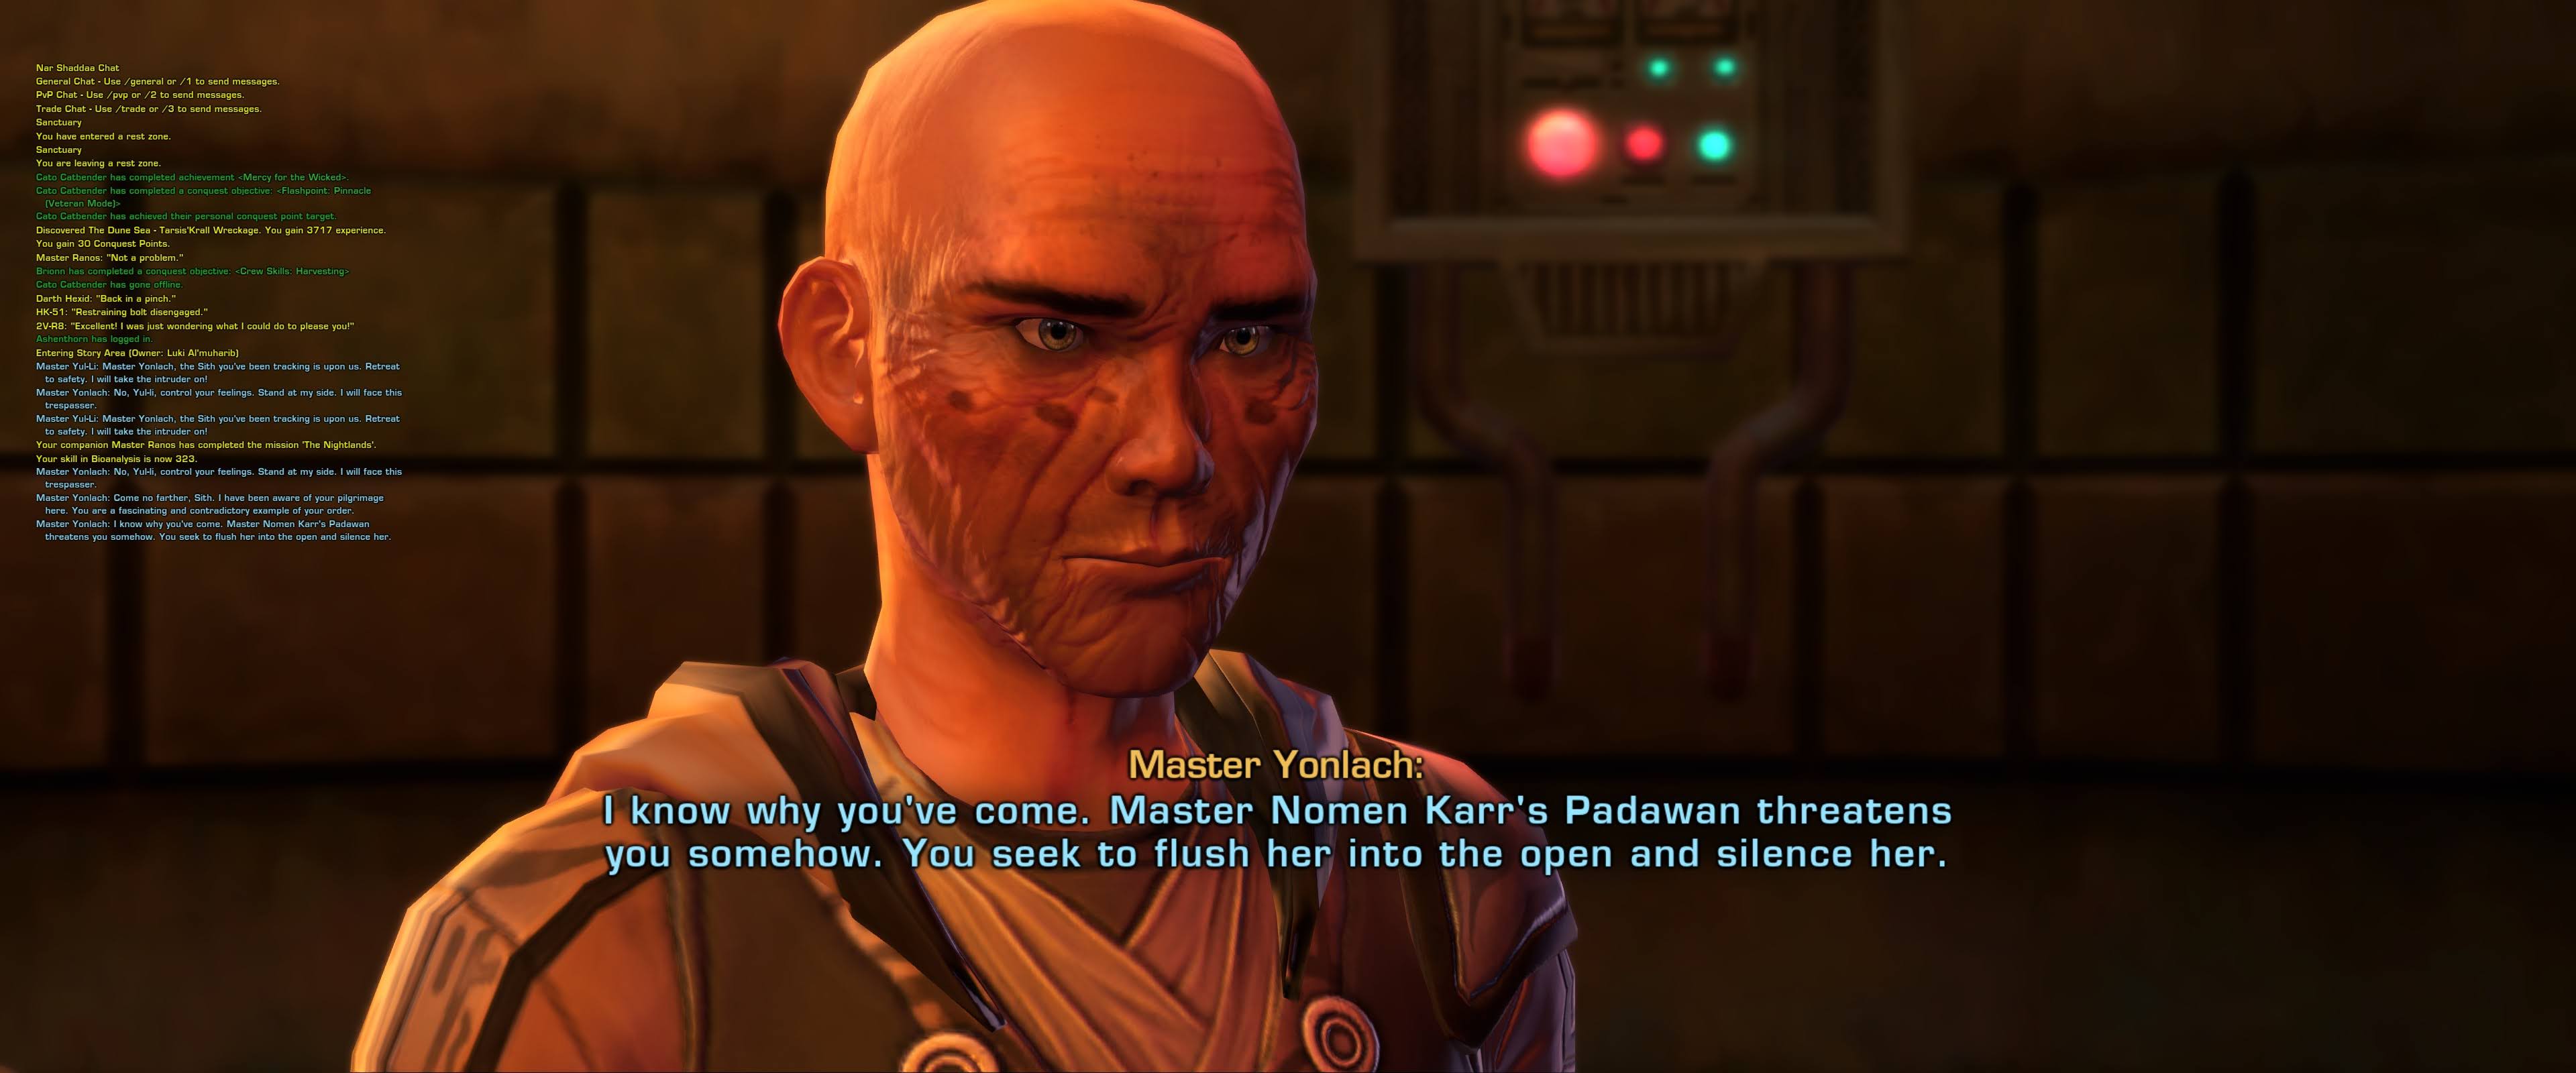 Nar Shaddaa Chat
General Chat - Use /general or /1 to send messages.
PvP Chat - Use /pvp or /2 to send messages.
Trade Chat - Use /trade or /3 to send messages.
Sanctuary
You have entered a rest zone.
Sanctuary
You are leaving a rest zone.
Cato Catbender has completed achievement <Mercy for the Wicked>.
Cato Catbender has completed a conquest objective: <Flashpoint: Pinnacle
(Veteran Mode)>
Cato Catbender has achieved their personal conquest point target.
Discovered The Dune Sea - Tarsis'Krall Wreckage. You gain 3717 experience.
You gain 30 Conquest Points.
Master Ranos: "Not a problem."
Brionn has completed a conquest objective: <Crew Skills: Harvesting>
Cato Catbender has gone offline.
Darth Hexid: "Back in a pinch."
HK-51: "Restraining bolt disengaged."
2V-R8: "Excellent! I was just wondering what I could do to please you!"
Ashenthorn has logged in.
Entering Story Area (Owner: Luki Al'muharib)
Master Yul-Li: Master Yonlach, the Sith you've been tracking is upon us. Retreat
to safety. I will take the intruder on!
Master Yonlach: No, Yul-li, control your feelings. Stand at my side. I will face this
trespasser.
Master Yul-Li: Master Yonlach, the Sith you've been tracking is upon us. Retreat
to safety. I will take the intruder on!
Your companion Master Ranos has completed the mission 'The Nightlands'.
Your skill in Bioanalysis is now 323.
Master Yonlach: No, Yul-li, control your feelings. Stand at my side. I will face this
trespasser.
Master Yonlach: Come no farther, Sith. I have been aware of your pilgrimage
here. You are a fascinating and contradictory example of your order.
Master Yonlach: I know why you've come. Master Nomen Karr's Padawan
threatens you somehow. You seek to flush her into the open and silence her.
Master Yonlach:
I know why you've come. Master Nomen Karr's Padawan threatens
you somehow. You seek to flush her into the open and silence her.